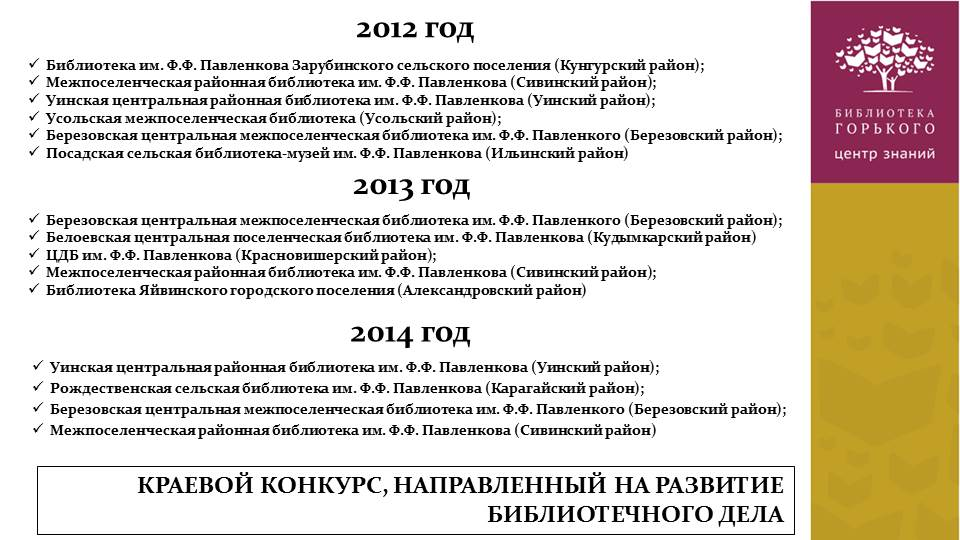 2012 год
✓ Библиотека им. Ф.Ф. Павленкова Зарубинского сельского поселения (Кунгурский район);
✓ Межпоселенческая районная библиотека им. Ф.Ф. Павленкова (Сивинский район);
✓ Уинская центральная районная библиотека им. Ф.Ф. Павленкова (Уинский район);
✓ Усольская межпоселенческая библиотека (Усольский район);
✓ Березовская центральная межпоселенческая библиотека им. Ф.Ф. Павленкого (Березовский район);
✓ Посадская сельская библиотека-музей им. Ф.Ф. Павленкова (Ильинский район)
2013 год
✓ Березовская центральная межпоселенческая библиотека им. Ф.Ф. Павленкого (Березовский район);
✓ Белоевская центральная поселенческая библиотека им. Ф.Ф. Павленкова (Кудымкарский район)
✓ ЦДБ им. Ф.Ф. Павленкова (Красновишерский район);
✓ Межпоселенческая районная библиотека им. Ф.Ф. Павленкова (Сивинский район);
✓ Библиотека Яйвинского городского поселения (Александровский район)
2014 год
✓ Уинская центральная районная библиотека им. Ф.Ф. Павленкова (Уинский район);
✓ Рождественская сельская библиотека им. Ф.Ф. Павленкова (Карагайский район);
✓ Березовская центральная межпоселенческая библиотека им. Ф.Ф. Павленкого (Березовский район);
✓ Межпоселенческая районная библиотека им. Ф.Ф. Павленкова (Сивинский район)
КРАЕВОЙ КОНКУРС, НАПРАВЛЕННЫЙ НА РАЗВИТИЕ
БИБЛИОТЕЧНОГО ДЕЛА
БИБЛИОТЕКА
ГОРЬКОГО
центр знаний